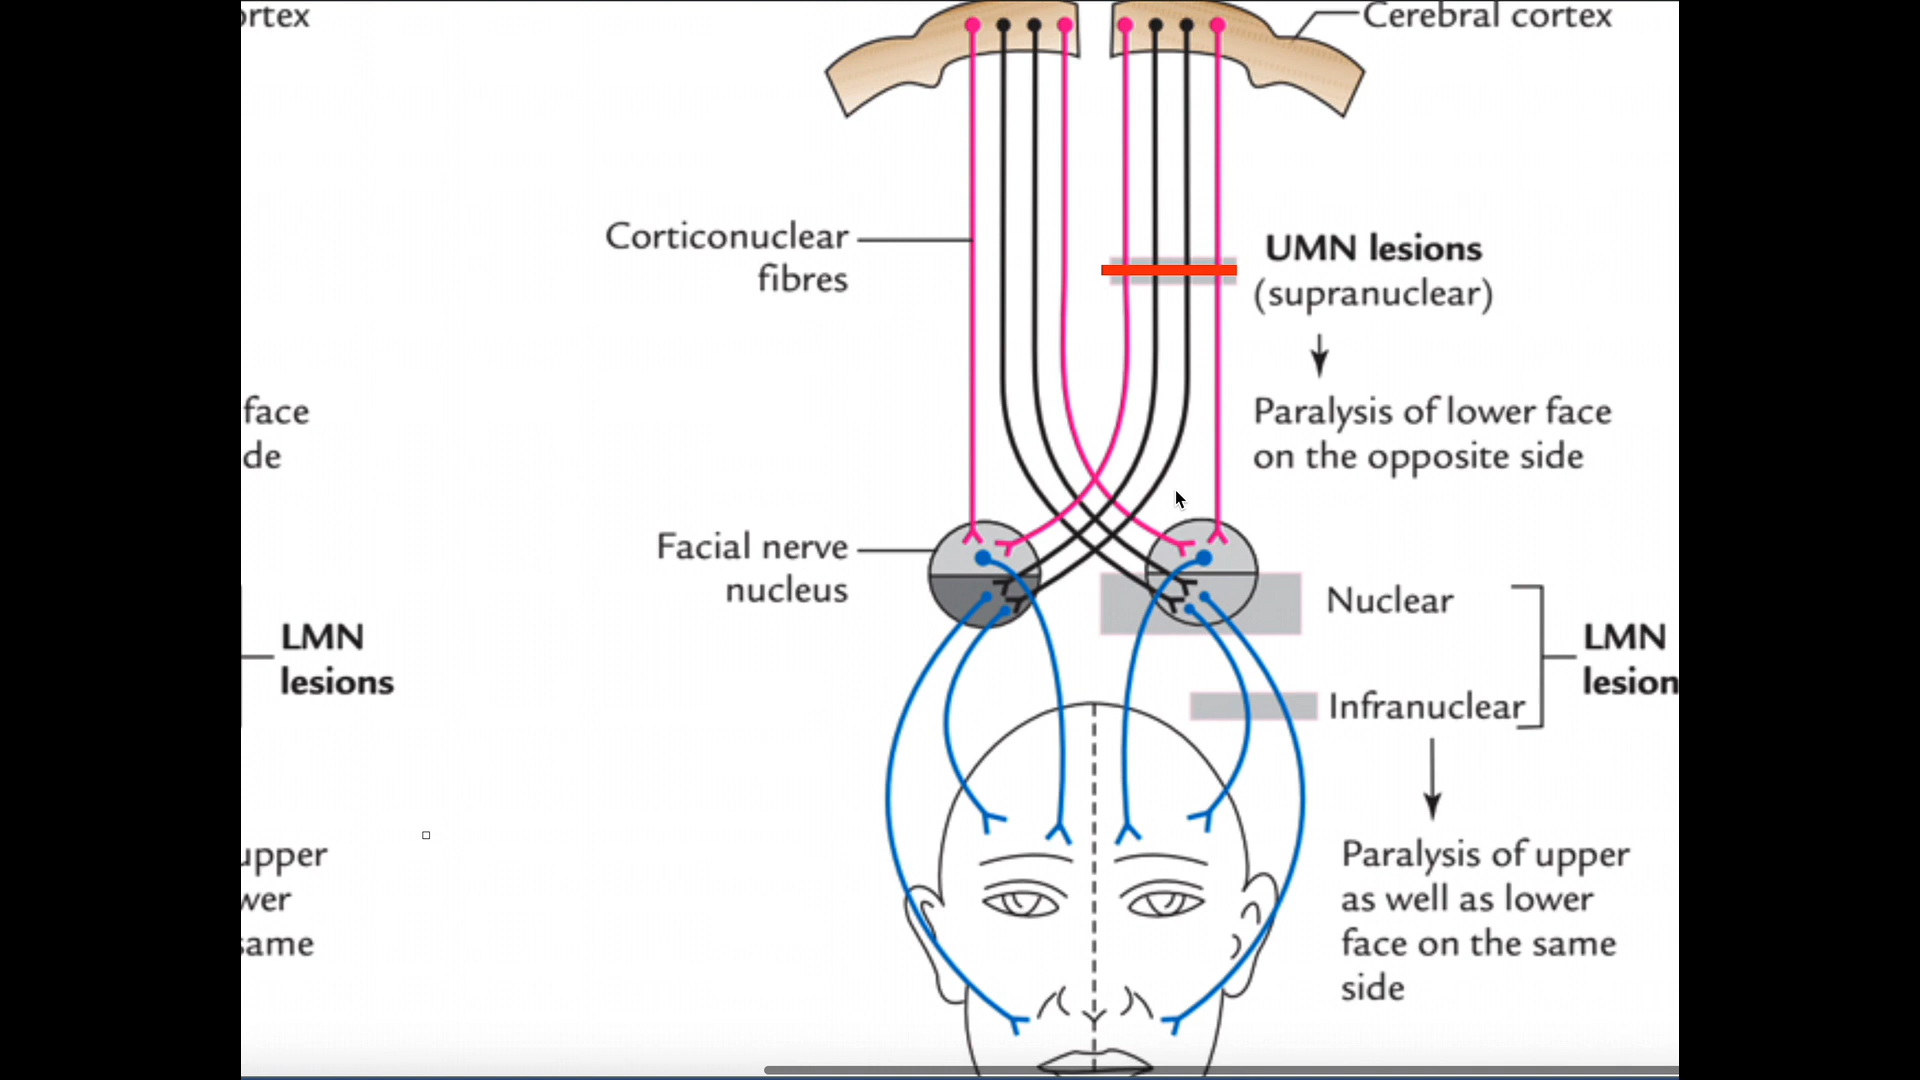 ortex
Cerebral cortex
Corticonuclear
fibres
UMN lesions
(supranuclear)
face
de
Paralysis of lower face
on the opposite side
Facial nerve
nucleus
Nuclear
LMN
lesions
LMN
lesion
Infranuclear
upper
wer
same
Paralysis of upper
as well as lower
face on the same
side